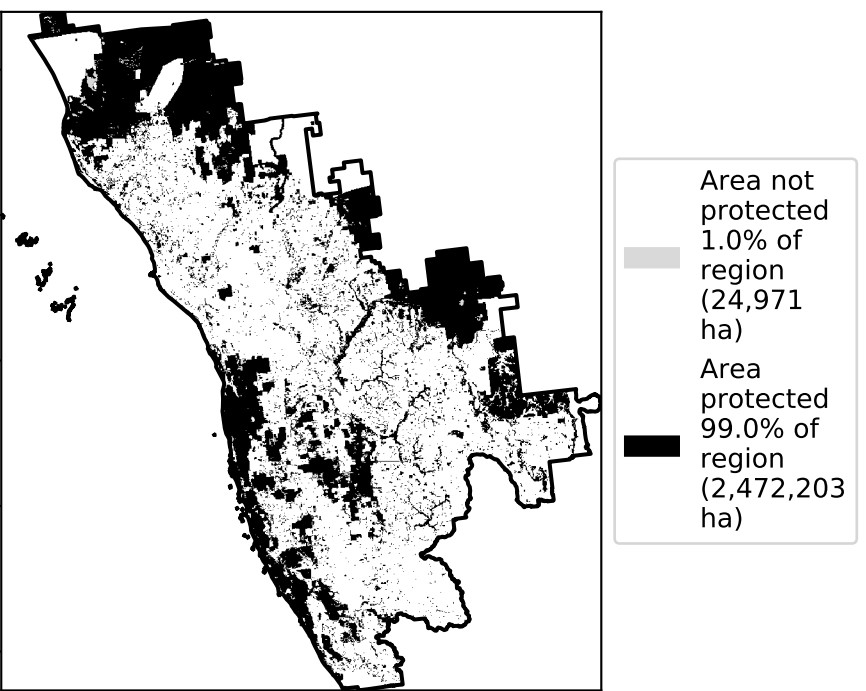 Area not
protected
1.0% of
region
(24,971
ha)
Area
protected
99.0% of
region
(2,472,203
ha)